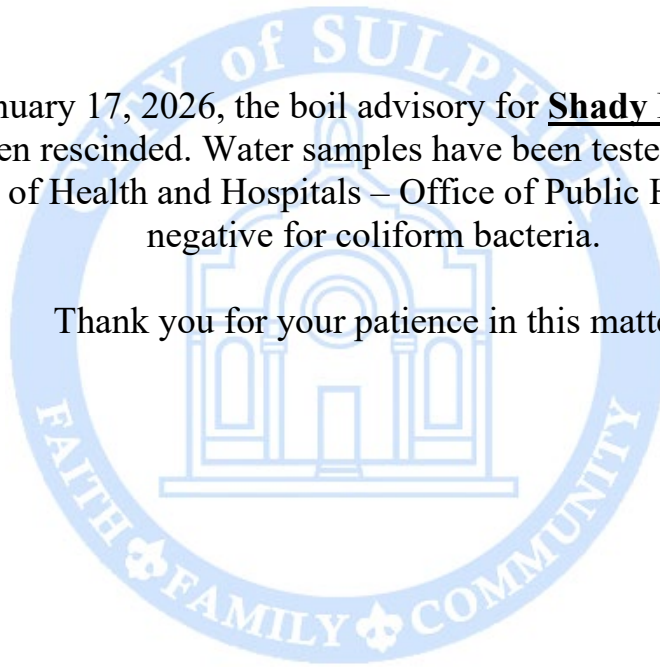 CITY of SULPHUR
nuary 17, 2026, the boil advisory for Shady
en rescinded. Water samples have been teste
of Health and Hospitals – Office of Public H
negative for coliform bacteria.
Thank you for your patience in this matte
FAITH FAMILY COMMUNITY